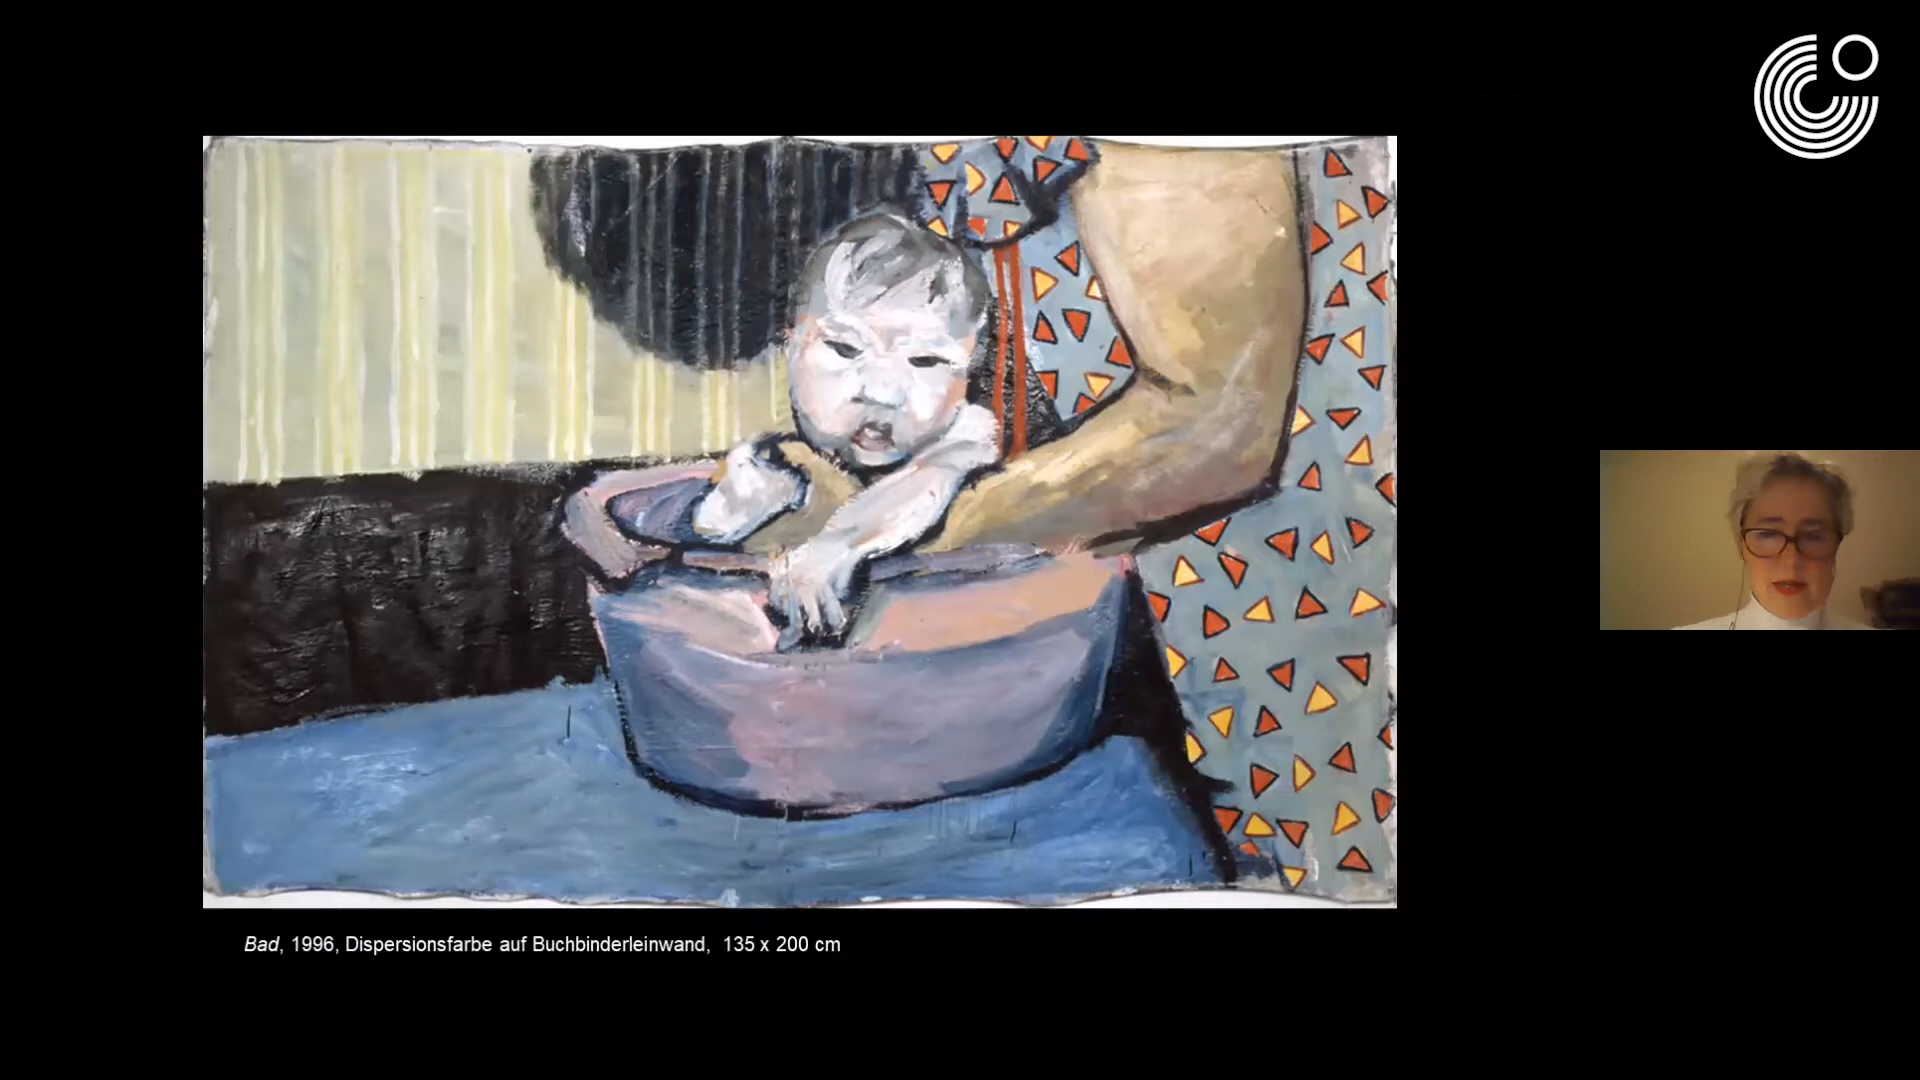 Bad, 1996, Dispersionsfarbe auf Buchbinderleinwand, 135 x 200 cm